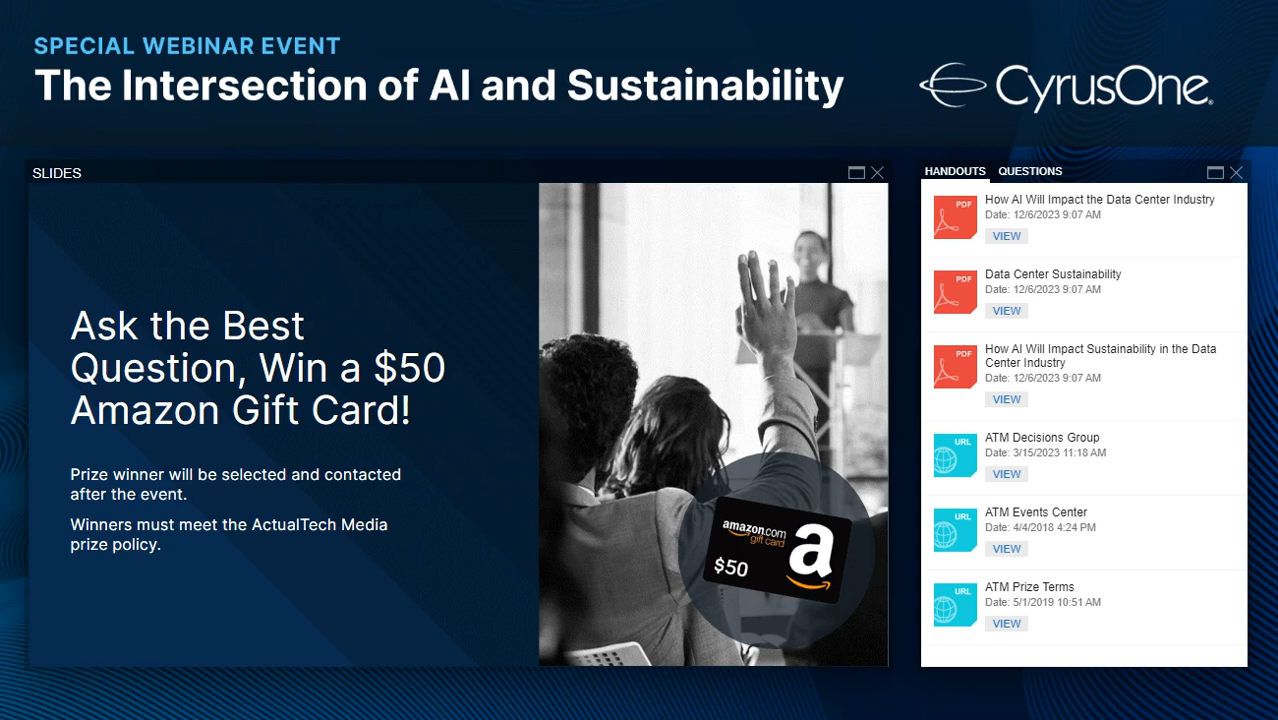 SPECIAL WEBINAR EVENT
The Intersection of AI and Sustainability
CyrusOne.
SLIDES
Ask the Best
Question, Win a $50
Amazon Gift Card!
Prize winner will be selected and contacted
after the event.
Winners must meet the ActualTech Media
prize policy.
amazon.com
gift card
a
$50
HANDOUTS QUESTIONS
PDF
How AI Will Impact the Data Center Industry
Date: 12/6/2023 9:07 AM
VIEW
PDF
Data Center Sustainability
Date: 12/6/2023 9:07 AM
VIEW
PDF
How AI Will Impact Sustainability in the Data
Center Industry
Date: 12/6/2023 9:07 AM
VIEW
URL
ATM Decisions Group
Date: 3/15/2023 11:18 AM
VIEW
URL
ATM Events Center
Date: 4/4/2018 4:24 PM
VIEW
URL
ATM Prize Terms
Date: 5/1/2019 10:51 AM
VIEW